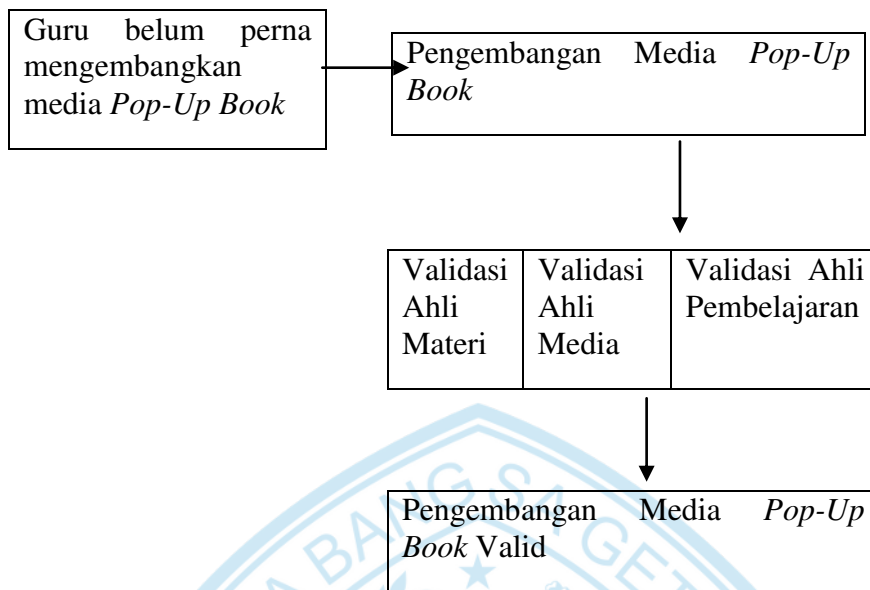 Guru belum perna
mengembangkan
media Pop-Up Book
Pengembangan Media Pop-Up
Book
Validasi
Ahli
Materi
Validasi
Ahli
Media
Validasi Ahli
Pembelajaran
Pengembangan Media Pop-Up
Book Valid
BANGSA